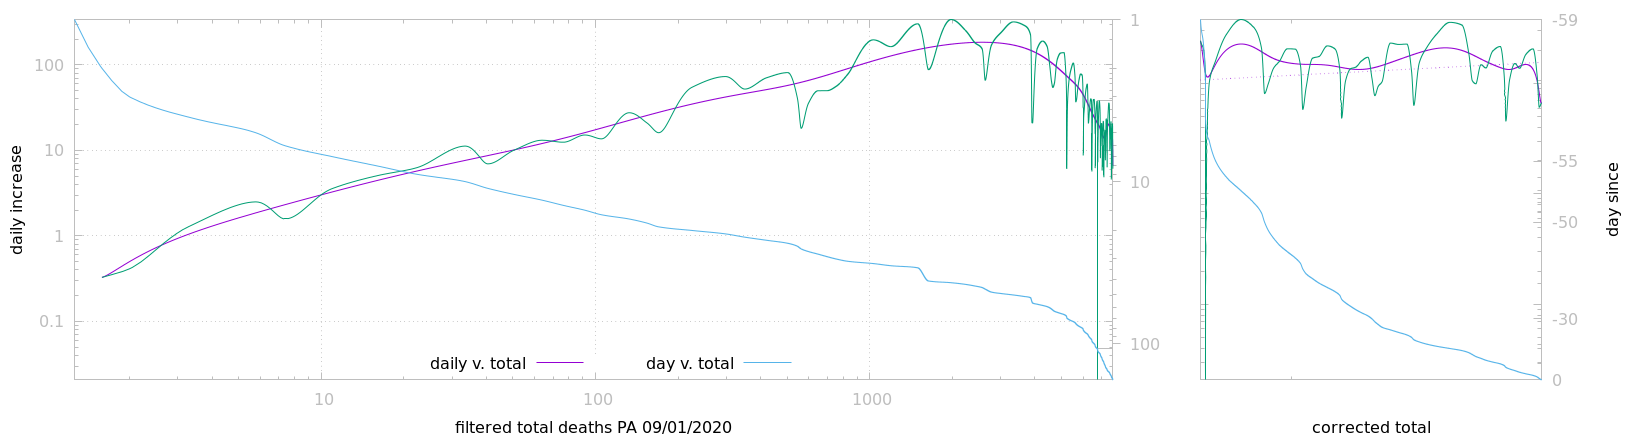 daily increase
100
10
1
0.1
10
100
1000
1
10
100
daily v. total
day v. total
filtered total deaths PA 09/01/2020
-59
-55
-50
-30
0
day since
corrected total